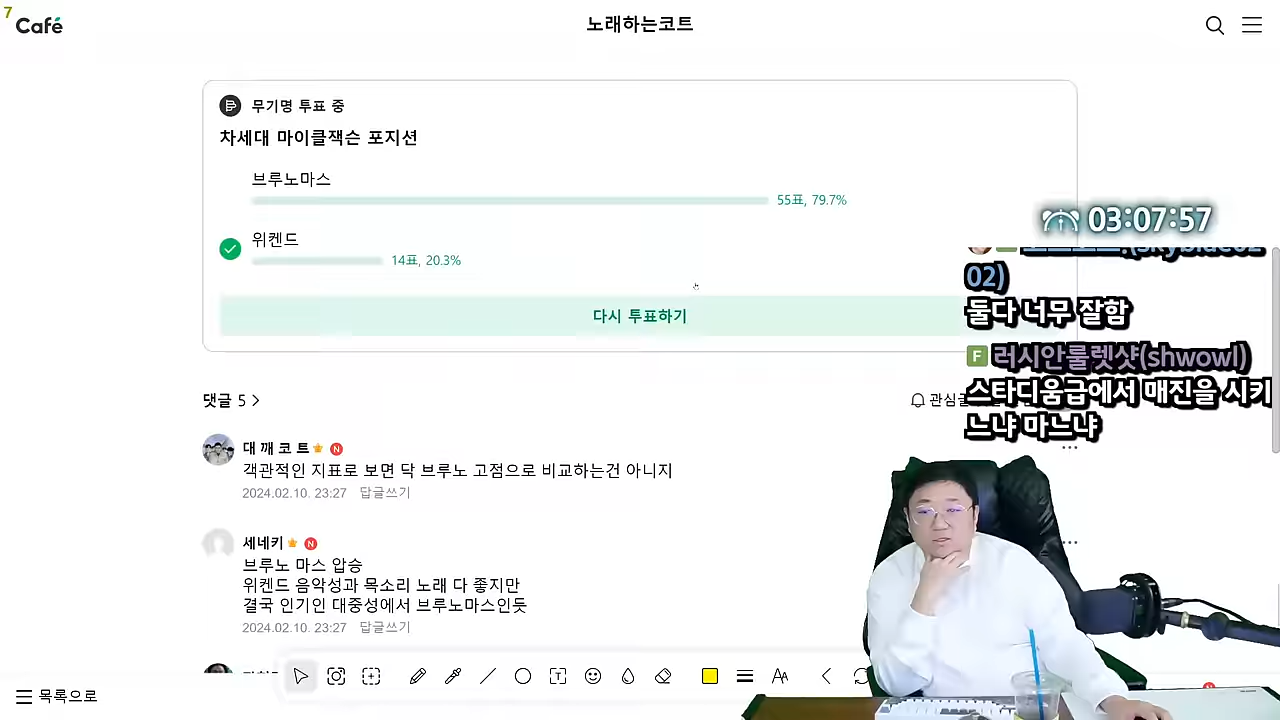 7
Café
노래하는코트
무기명 투표 중
차세대 마이클잭슨 포지션
브루노마스
55표, 79.7%
위켄드
14표, 20.3%
다시 투표하기
03:07:57
02)
둘다 너무 잘함
F 러시안룰렛샷(shwowl)
스타디움급에서 매진을 시키
느냐 마느냐
댓글 5
관심글
대 깨 코 트 N
객관적인 지표로 보면 닥 브루노 고점으로 비교하는건 아니지
2024.02.10. 23:27 답글쓰기
세네키 N
브루노 마스 압승
위켄드 음악성과 목소리 노래 다 좋지만
결국 인기인 대중성에서 브루노마스인듯
2024.02.10. 23:27 답글쓰기
목록으로